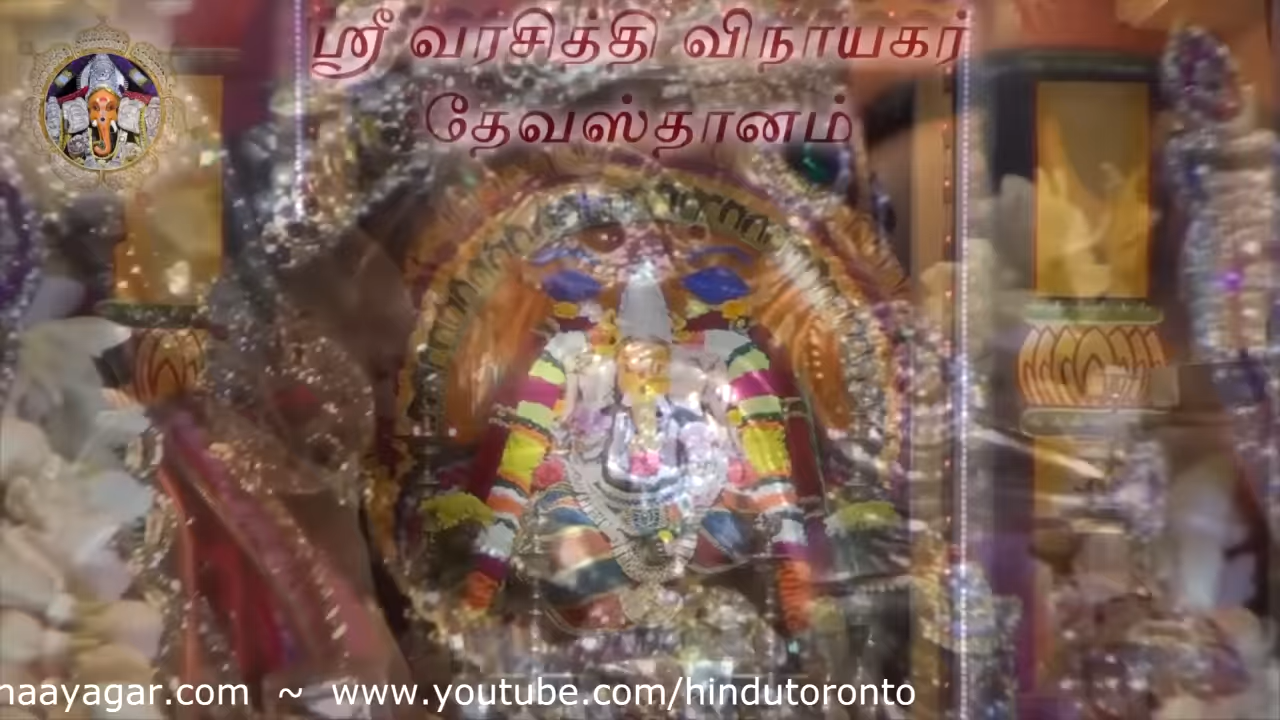 ஸ்ரீ வரசித்தி விநாயகர்
தேவஸ்தானம்
naayagar.com ~ www.youtube.com/hindutoronto